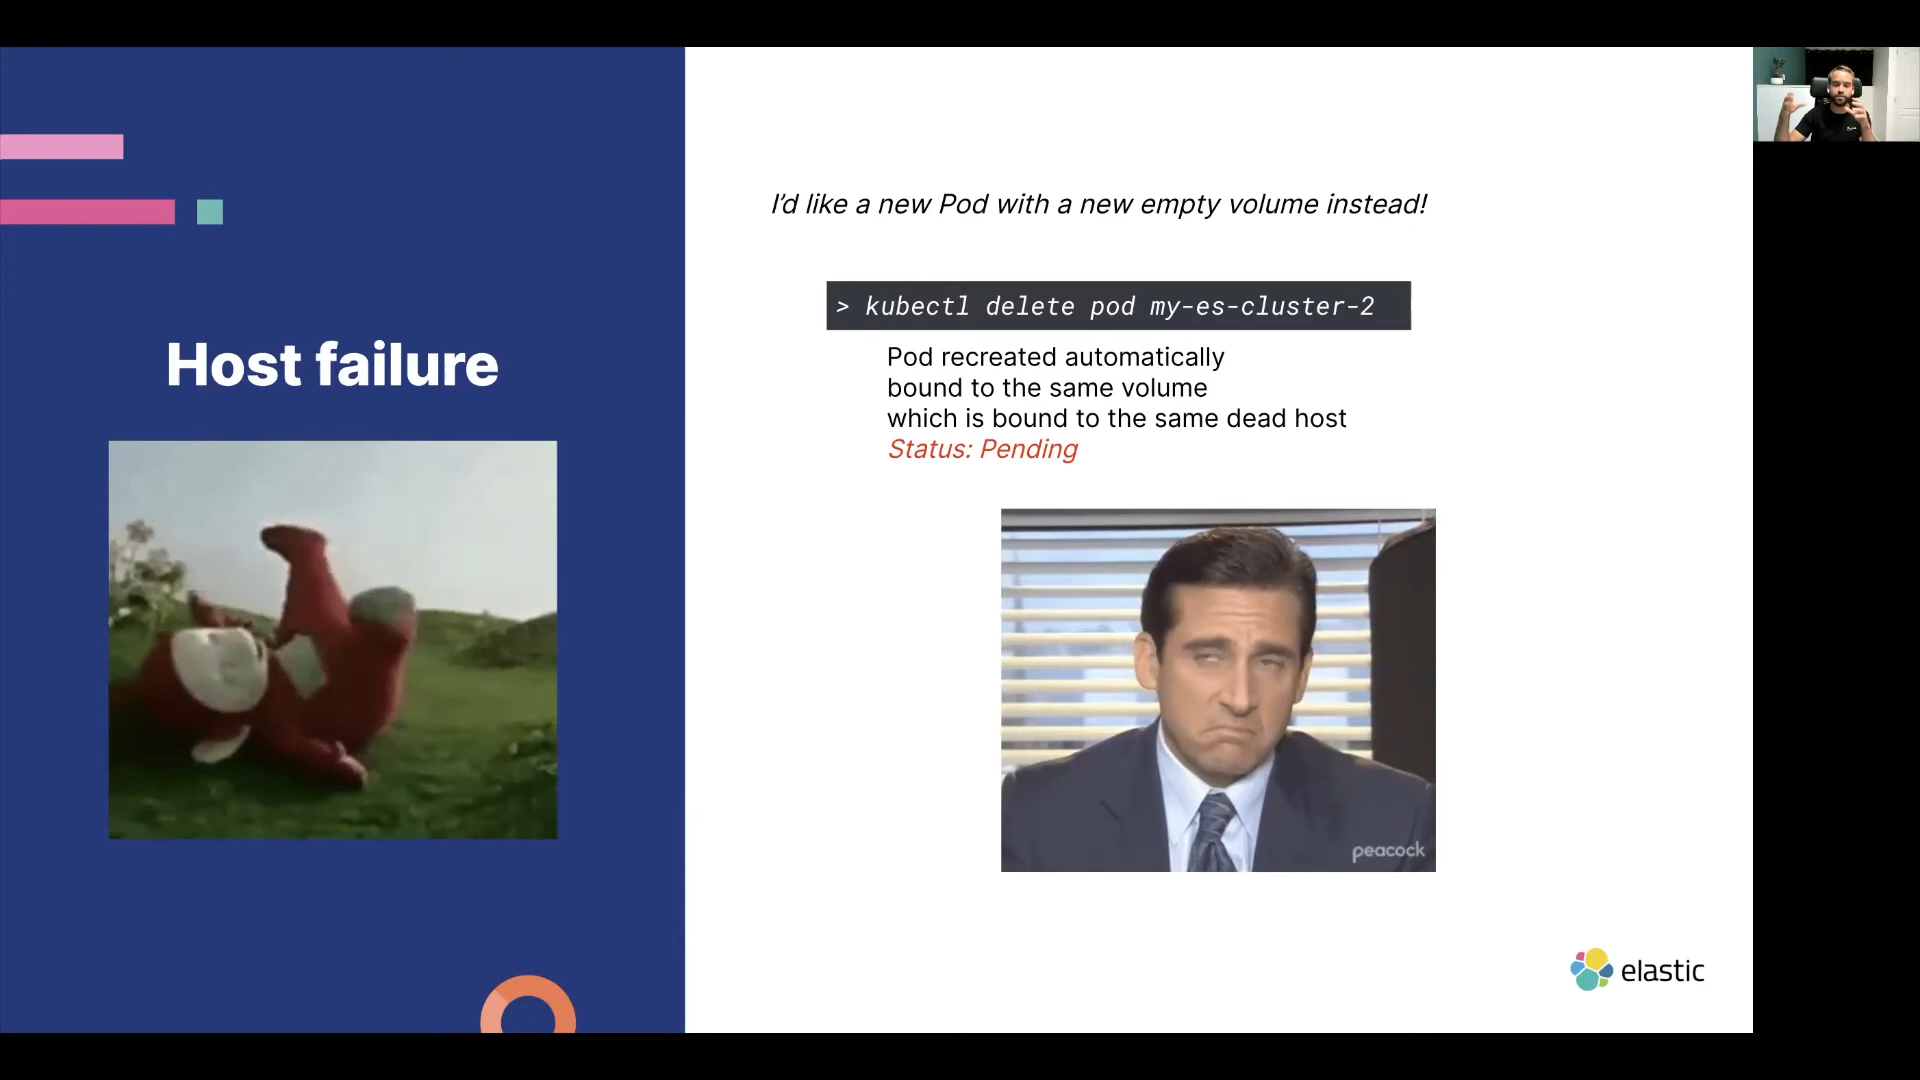 Host failure
I'd like a new Pod with a new empty volume instead!
> kubectl delete pod my-es-cluster-2
Pod recreated automatically
bound to the same volume
which is bound to the same dead host
Status: Pending
peacock
elastic